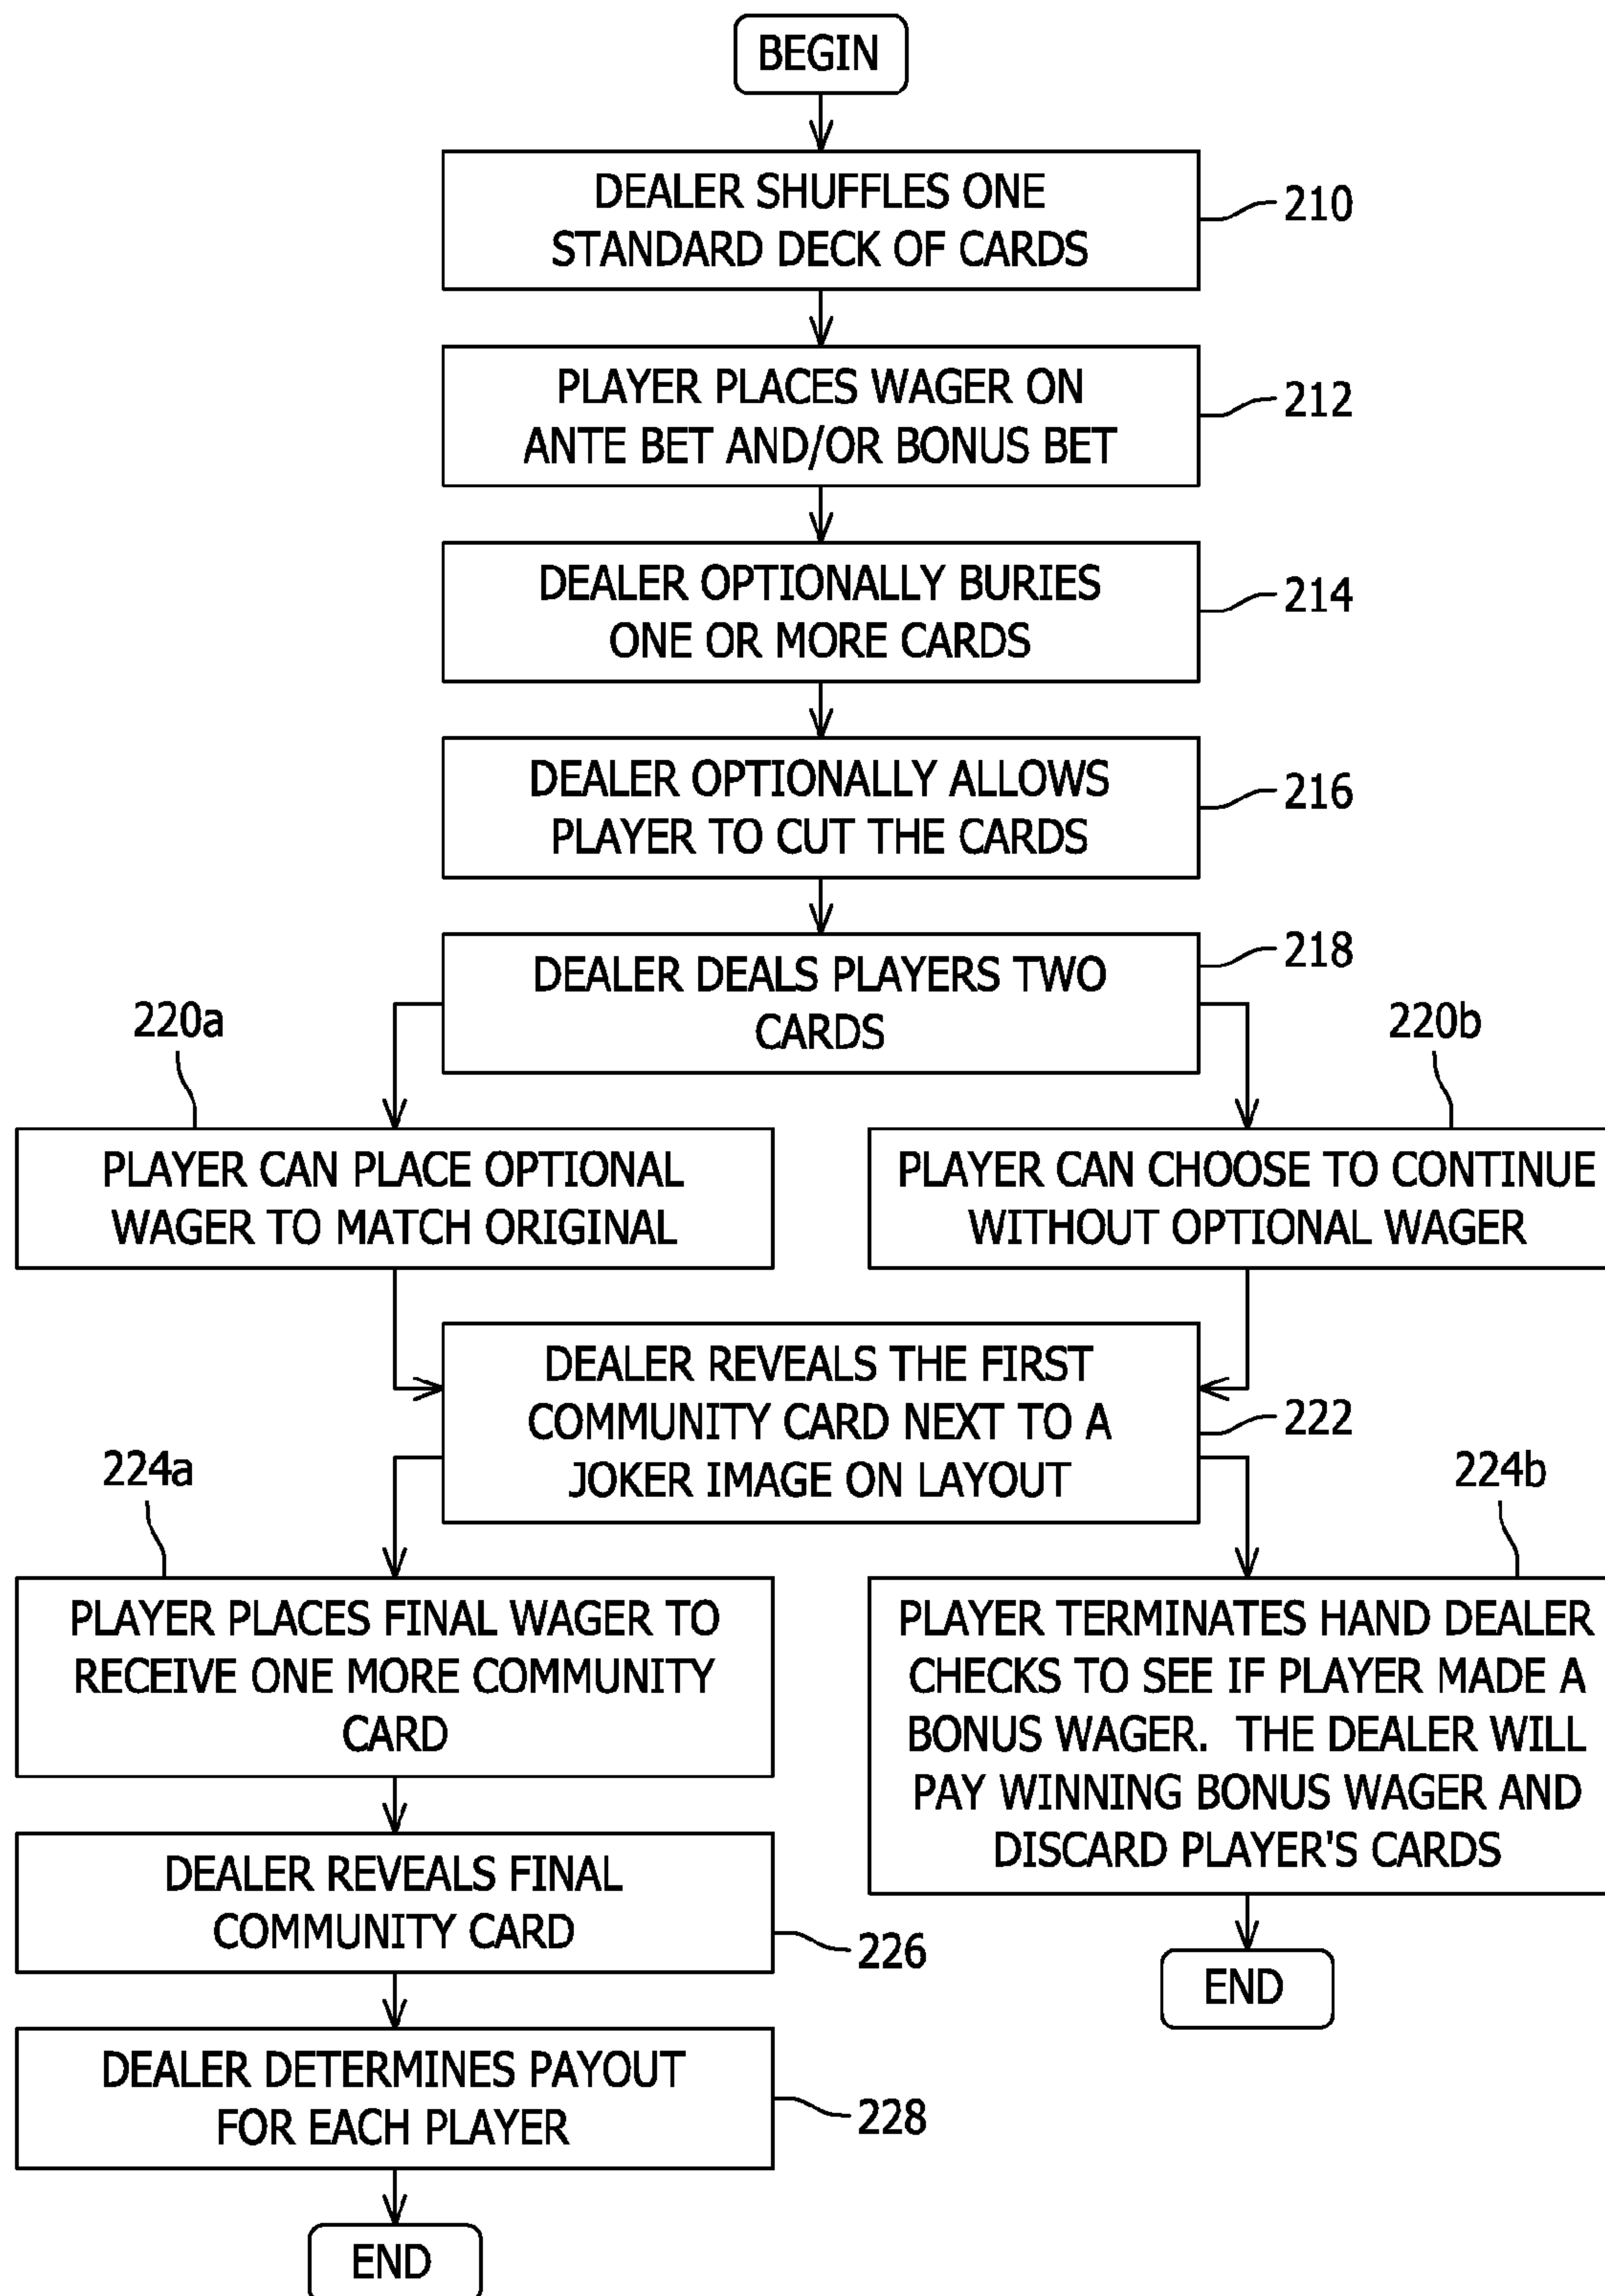 BEGIN
DEALER SHUFFLES ONE
STANDARD DECK OF CARDS
210
PLAYER PLACES WAGER ON
ANTE BET AND/OR BONUS BET
212
DEALER OPTIONALLY BURIES
ONE OR MORE CARDS
214
DEALER OPTIONALLY ALLOWS
PLAYER TO CUT THE CARDS
216
DEALER DEALS PLAYERS TWO
CARDS
218
220a
PLAYER CAN PLACE OPTIONAL
WAGER TO MATCH ORIGINAL
220b
PLAYER CAN CHOOSE TO CONTINUE
WITHOUT OPTIONAL WAGER
DEALER REVEALS THE FIRST
COMMUNITY CARD NEXT TO A
JOKER IMAGE ON LAYOUT
222
224a
PLAYER PLACES FINAL WAGER TO
RECEIVE ONE MORE COMMUNITY
CARD
224b
PLAYER TERMINATES HAND DEALER
CHECKS TO SEE IF PLAYER MADE A
BONUS WAGER. THE DEALER WILL
PAY WINNING BONUS WAGER AND
DISCARD PLAYER'S CARDS
END
DEALER REVEALS FINAL
COMMUNITY CARD
226
DEALER DETERMINES PAYOUT
FOR EACH PLAYER
228
END